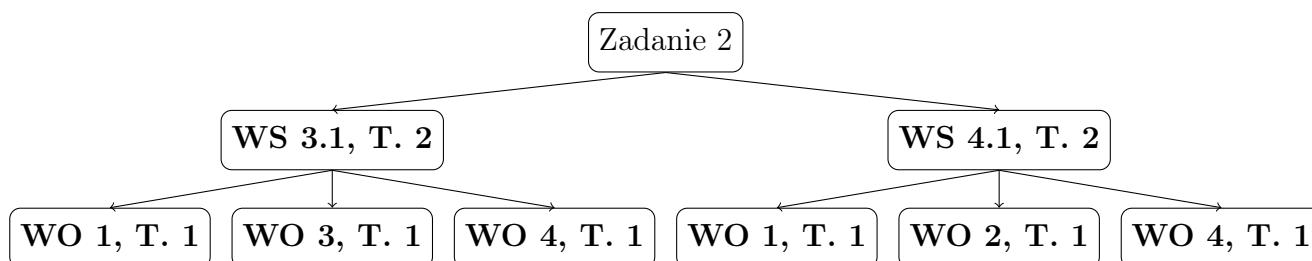 Zadanie 2
WS 3.1, T. 2
WS 4.1, T. 2
WO 1, T. 1
WO 3, T. 1
WO 4, T. 1
WO 1, T. 1
WO 2, T. 1
WO 4, T. 1